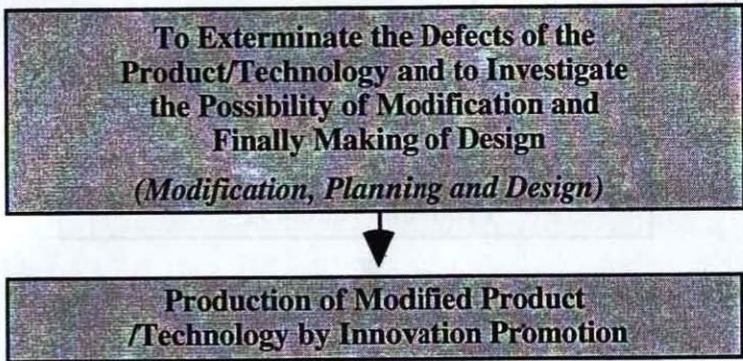 To Exterminate the Defects of the
Product/Technology and to Investigate
the Possibility of Modification and
Finally Making of Design
(Modification, Planning and Design)
Production of Modified Product
/Technology by Innovation Promotion